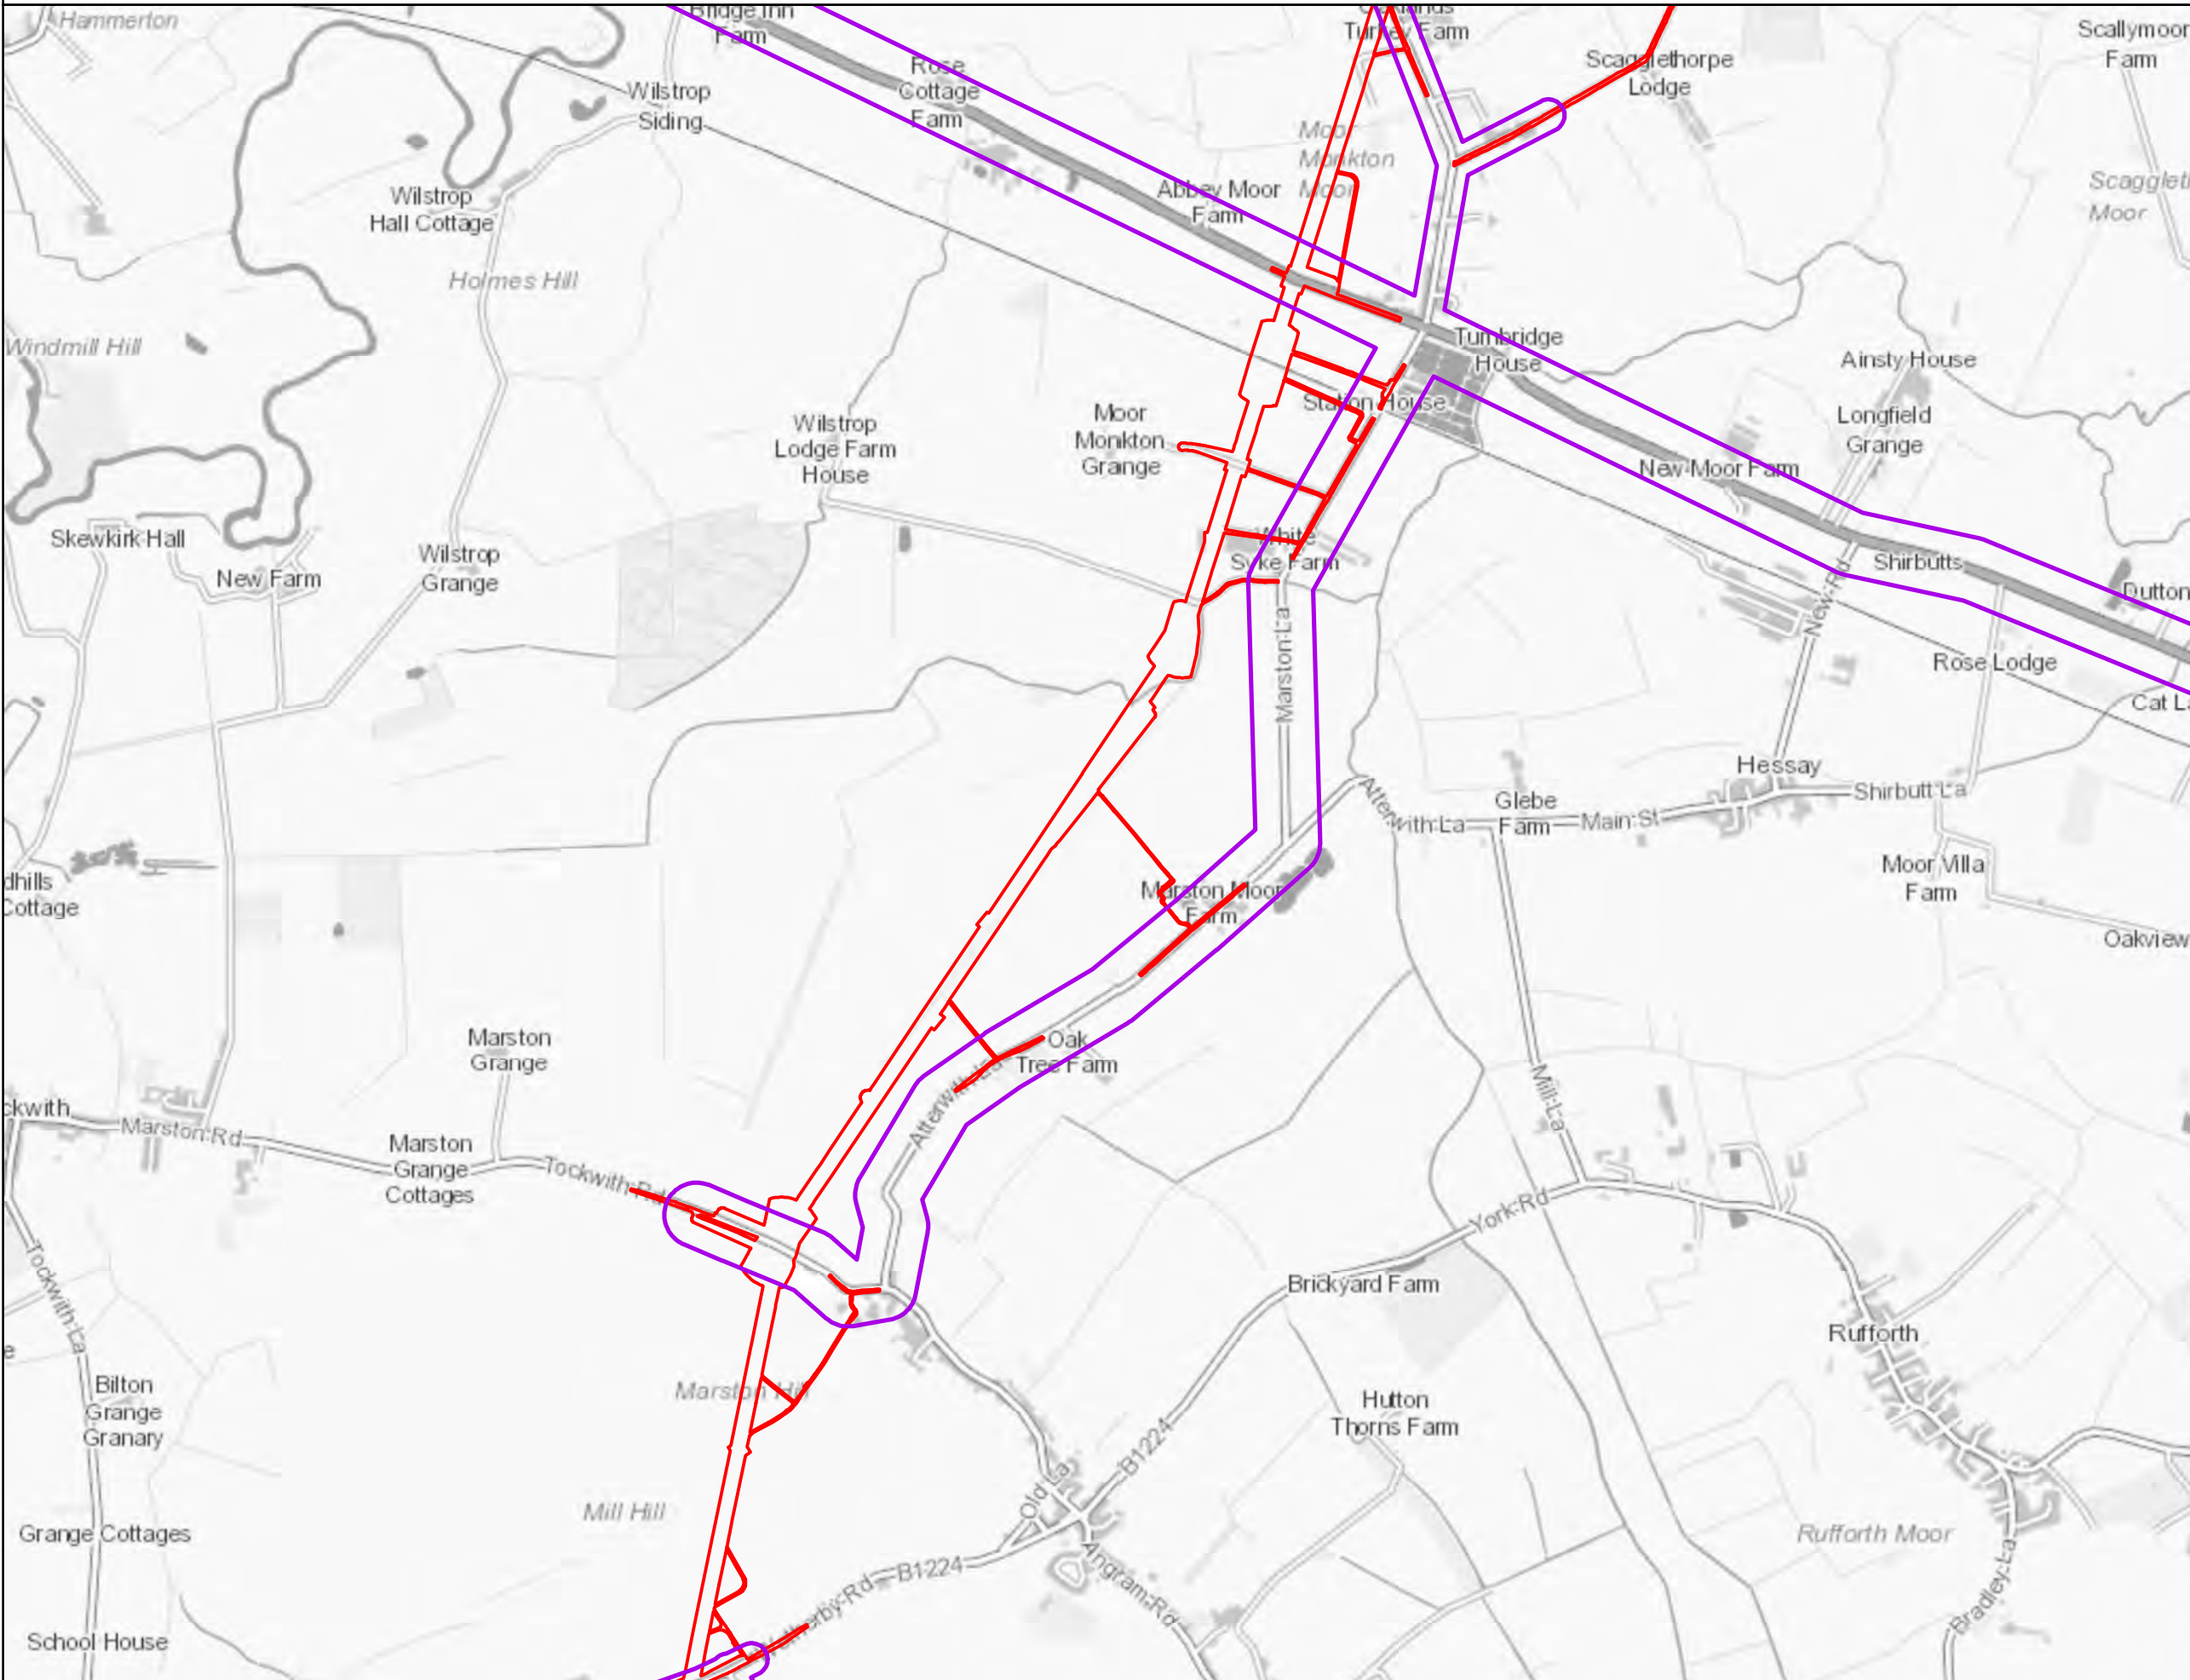 Hammerton
Bridge Inn
Farm
Turkey Farm
Scallymoor
Farm
Rose
Cottage
Farm
Scagglethorpe
Lodge
Wilstrop
Siding
Moor
Monkton
Moor
Wilstrop
Hall Cottage
Abbey Moor
Farm
Moor
Holmes Hill
Windmill Hill
Tumbridge
House
Ainsty House
Station House
Moor
Monkton
Grange
Wilstrop
Lodge Farm
House
Longfield
Grange
New Moor Farm
Skewkirk Hall
New Farm
Wilstrop
Grange
White
Syke Farm
Shirbutts
New Rd
Dutton
Marston La
Rose Lodge
Cat La
Hessay
Shirbutt La
Glebe
Farm
Main St
Atterwith La
Moor Villa
Farm
Cottage
Marston Moor
Farm
Oakview
Marston
Grange
Oak
Tree Farm
Atterwith La
Mill La
ckwith
Marston Rd
Marston
Grange
Cottages
Tockwith Rd
York Rd
Tockwith La
Brickyard Farm
Rufforth
Bilton
Grange
Granary
Marston Hill
Hutton
Thorns Farm
B1224
Old La
Mill Hill
Grange Cottages
Rufforth Moor
B1224
Angram Rd
Bradley La
School House